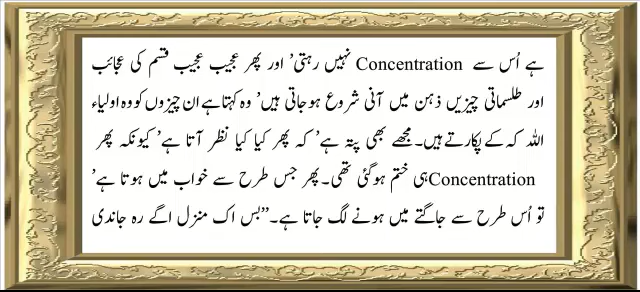 ہے اُس سے Concentration نہیں رہتی’ اور پھر عجیب عجیب قسم کی عجائب
اور طلسماتی چیزیں ذہن میں آنی شروع ہو جاتی ہیں’ وہ کہتا ہے ان چیزوں کو وہ اولیاء
اللہ کہہ کے پکارتے ہیں۔ مجھے بھی پتہ ہے’ کہ پھر کیا کیا نظر آتا ہے’ کیونکہ پھر
Concentration ہی ختم ہوگئی تھی۔ پھر جس طرح سے خواب میں ہوتا ہے’
تو اُس طرح سے جاگتے میں ہونے لگ جاتا ہے۔’’بس اک منزل اگے رہ جاندی